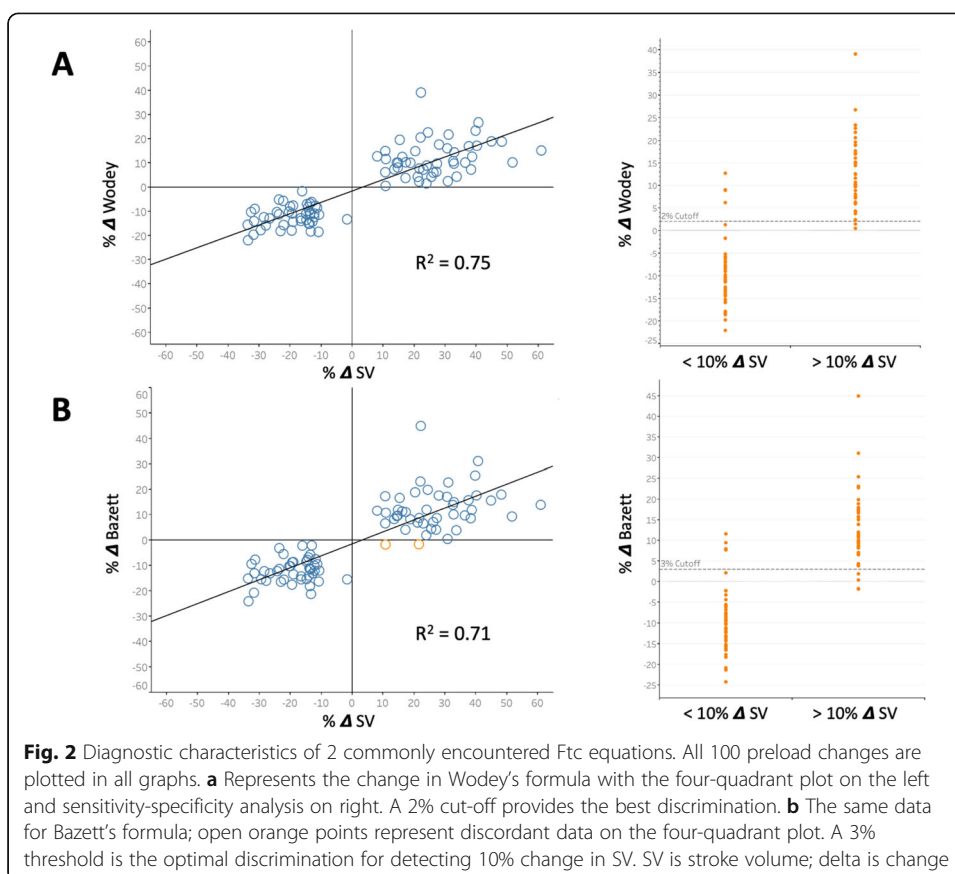 A
60
50
40
30
20
10
0
-10
-20
-30
-40
-50
-60
% Δ Wodey
R² = 0.75
-60 -50 -40 -30 -20 -10 0 10 20 30 40 50 60
% Δ SV
40
35
30
25
20
15
10
5
0
-5
-10
-15
-20
-25
% Δ Wodey
2% Cutoff
< 10% Δ SV > 10% Δ SV
B
60
50
40
30
20
10
0
-10
-20
-30
-40
-50
-60
% Δ Bazett
R² = 0.71
-60 -50 -40 -30 -20 -10 0 10 20 30 40 50 60
% Δ SV
45
40
35
30
25
20
15
10
5
0
-5
-10
-15
-20
-25
% Δ Bazett
3% Cutoff
< 10% Δ SV > 10% Δ SV
Fig. 2 Diagnostic characteristics of 2 commonly encountered Ftc equations. All 100 preload changes are
plotted in all graphs. a Represents the change in Wodey's formula with the four-quadrant plot on the left
and sensitivity-specificity analysis on right. A 2% cut-off provides the best discrimination. b The same data
for Bazett's formula; open orange points represent discordant data on the four-quadrant plot. A 3%
threshold is the optimal discrimination for detecting 10% change in SV. SV is stroke volume; delta is change